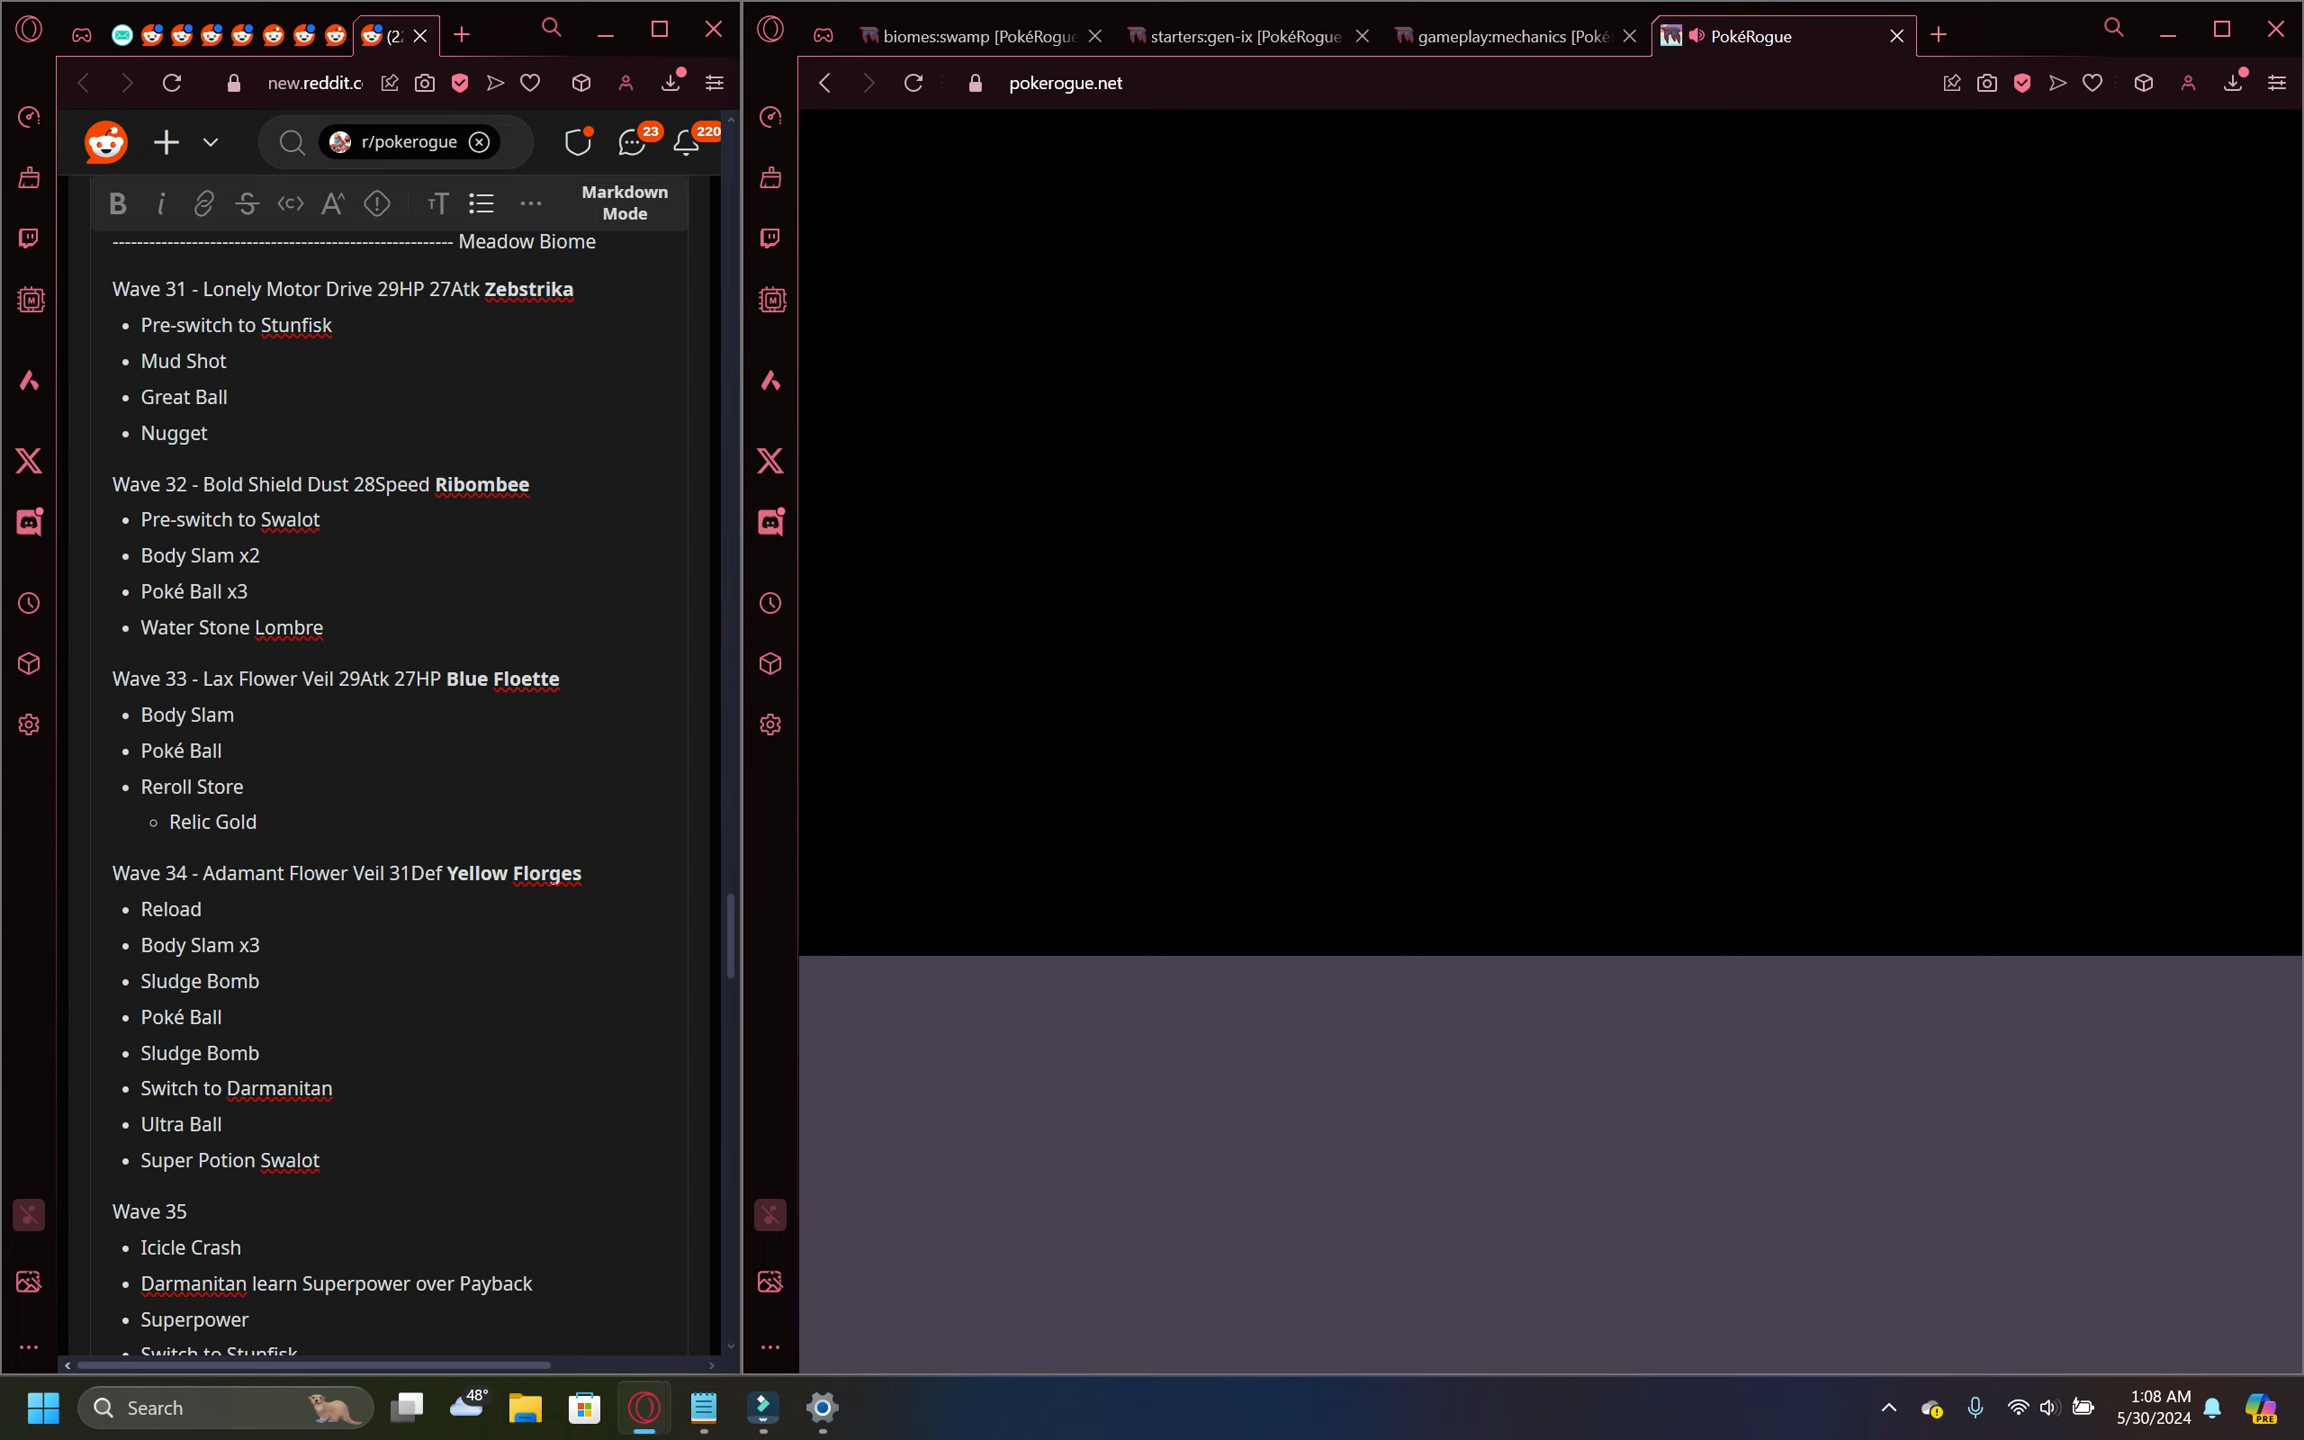 (2
biomes:swamp [PokéRogue
starters:gen-ix [PokéRogue
gameplay:mechanics [Poké
PokéRogue
new.reddit.c
pokerogue.net
r/pokerogue
23
220
B i <c> A^ TT
Markdown
Mode
-------------------------------------------------------- Meadow Biome
Wave 31 - Lonely Motor Drive 29HP 27Atk Zebstrika
• Pre-switch to Stunfisk
• Mud Shot
• Great Ball
• Nugget
Wave 32 - Bold Shield Dust 28Speed Ribombee
• Pre-switch to Swalot
• Body Slam x2
• Poké Ball x3
• Water Stone Lombre
Wave 33 - Lax Flower Veil 29Atk 27HP Blue Floette
• Body Slam
• Poké Ball
• Reroll Store
◦ Relic Gold
Wave 34 - Adamant Flower Veil 31Def Yellow Florges
• Reload
• Body Slam x3
• Sludge Bomb
• Poké Ball
• Sludge Bomb
• Switch to Darmanitan
• Ultra Ball
• Super Potion Swalot
Wave 35
• Icicle Crash
• Darmanitan learn Superpower over Payback
• Superpower
• Switch to Stunfisk
Search
48°
1:08 AM
5/30/2024
PRE